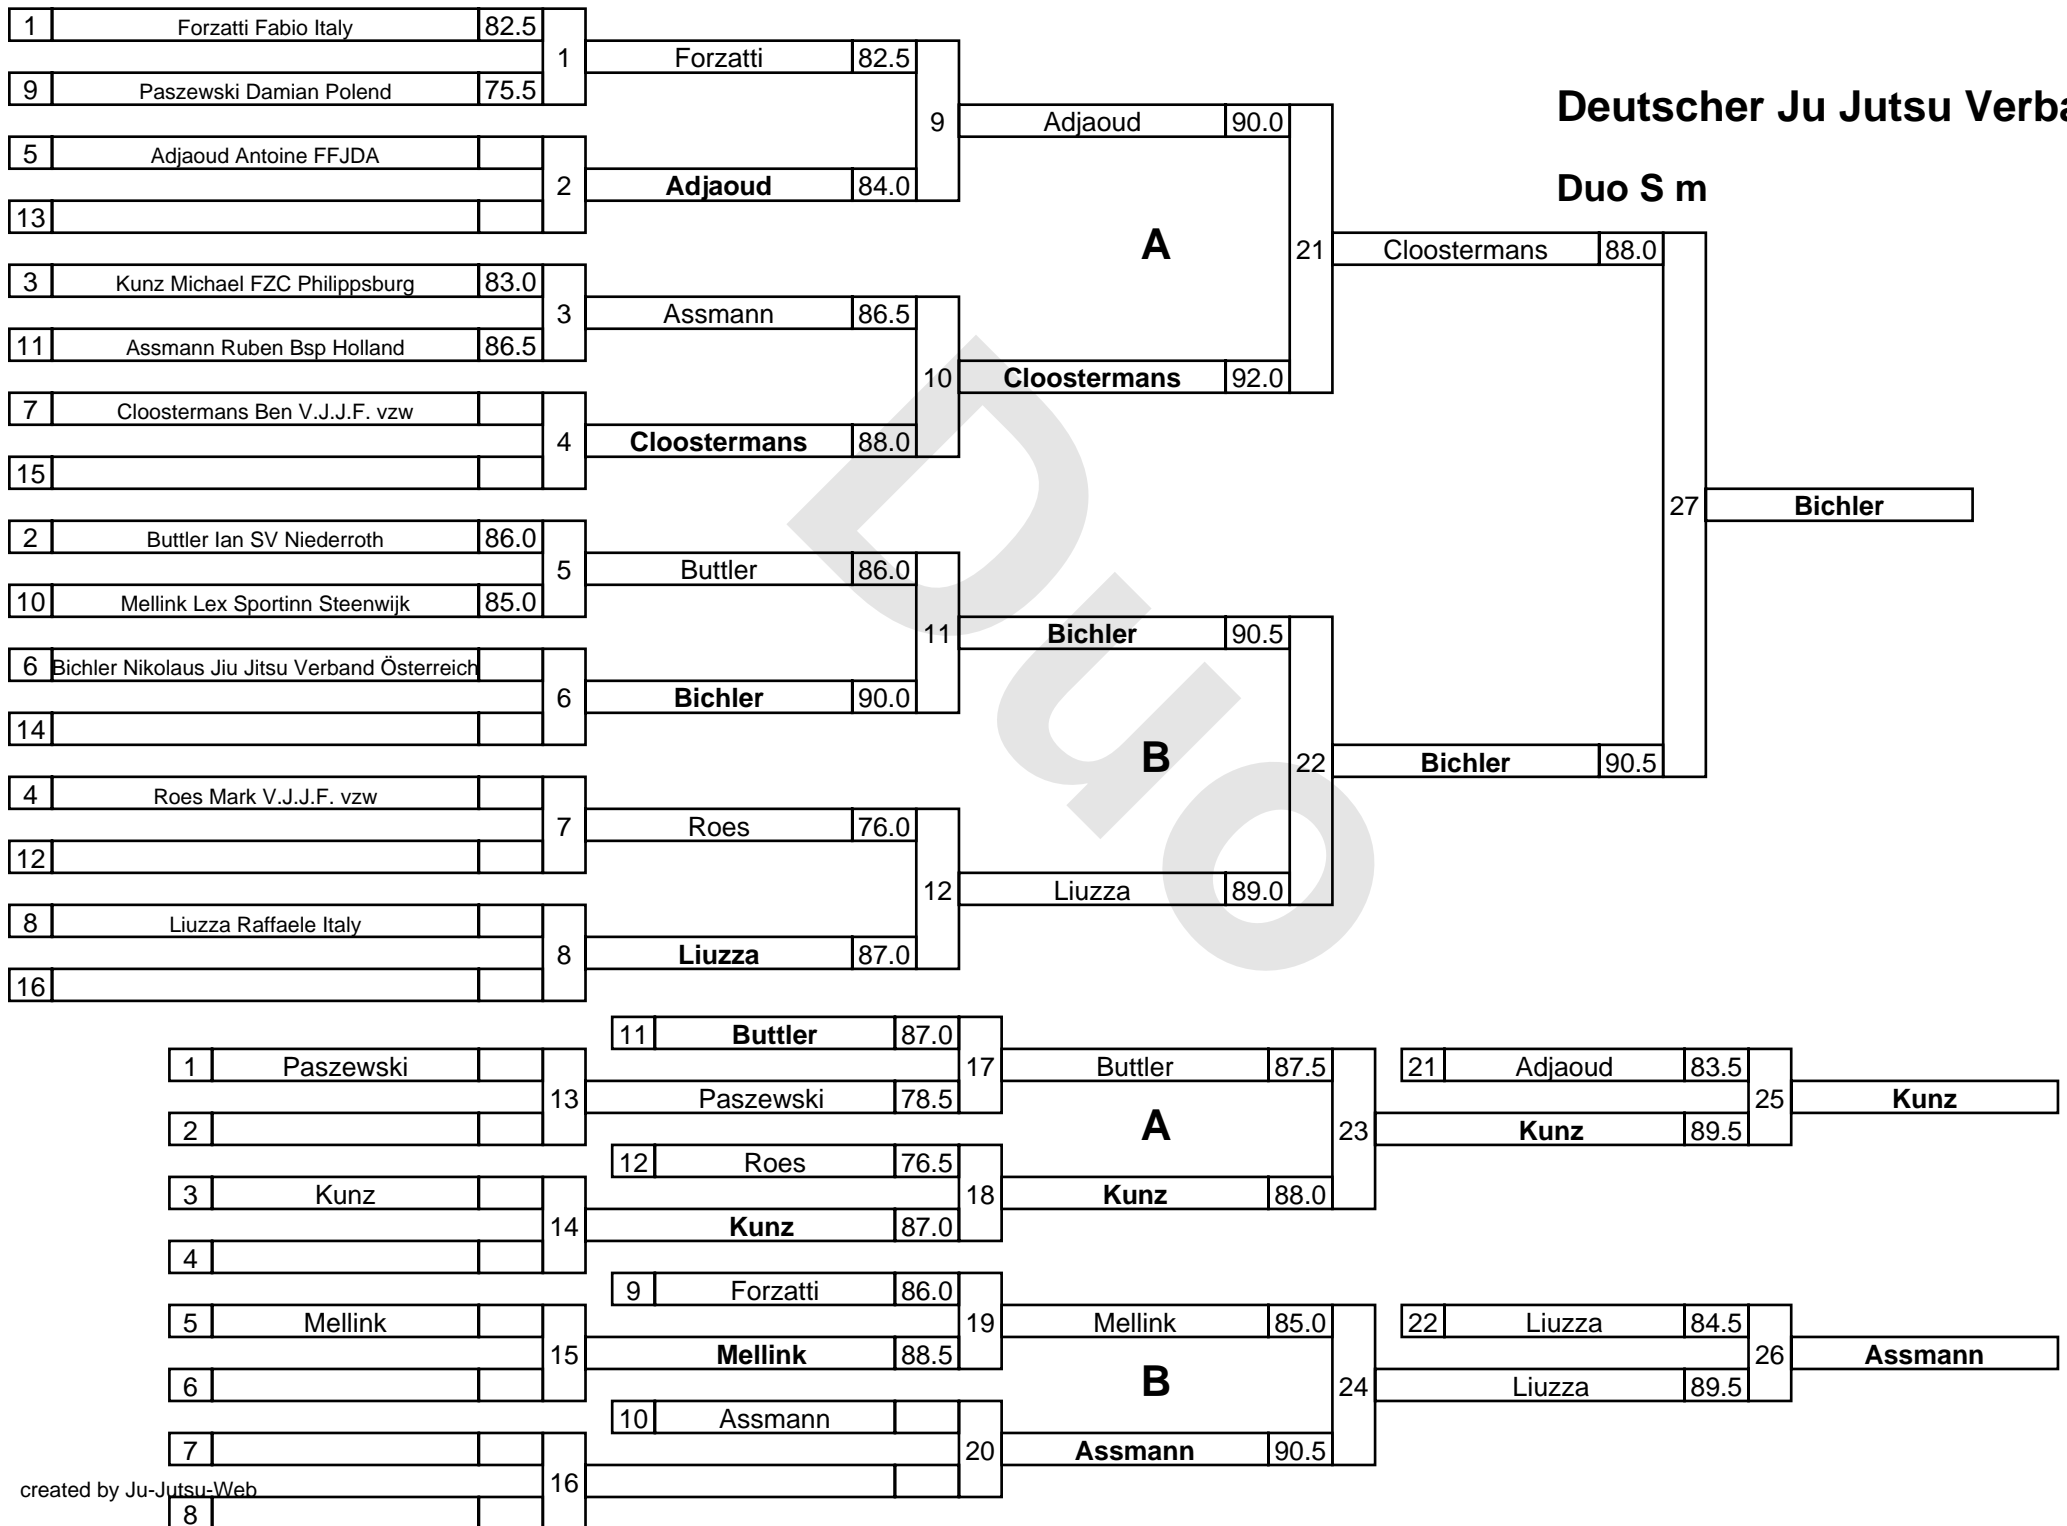 Deutscher Ju Jutsu Verba
Duo S m
1 Forzatti Fabio Italy 82.5
9 Paszewski Damian Polend 75.5
5 Adjaoud Antoine FFJDA
13
3 Kunz Michael FZC Philippsburg 83.0
11 Assmann Ruben Bsp Holland 86.5
7 Cloostermans Ben V.J.J.F. vzw
15
2 Buttler Ian SV Niederroth 86.0
10 Mellink Lex Sportinn Steenwijk 85.0
6 Bichler Nikolaus Jiu Jitsu Verband Österreich
14
4 Roes Mark V.J.J.F. vzw
12
8 Liuzza Raffaele Italy
16
1 Forzatti 82.5
2 Adjaoud 84.0
3 Assmann 86.5
4 Cloostermans 88.0
5 Buttler 86.0
6 Bichler 90.0
7 Roes 76.0
8 Liuzza 87.0
9 Adjaoud 90.0
A
10 Cloostermans 92.0
11 Bichler 90.5
B
12 Liuzza 89.0
21 Cloostermans 88.0
22 Bichler 90.5
27 Bichler
Duo
1 Paszewski
2
3 Kunz
4
5 Mellink
6
7
8
11 Buttler 87.0
13 Paszewski 78.5
12 Roes 76.5
14 Kunz 87.0
9 Forzatti 86.0
15 Mellink 88.5
10 Assmann
16
17 Buttler 87.5
A
18 Kunz 88.0
19 Mellink 85.0
B
20 Assmann 90.5
21 Adjaoud 83.5
23 Kunz 89.5
22 Liuzza 84.5
24 Liuzza 89.5
25 Kunz
26 Assmann
created by Ju-Jutsu-Web